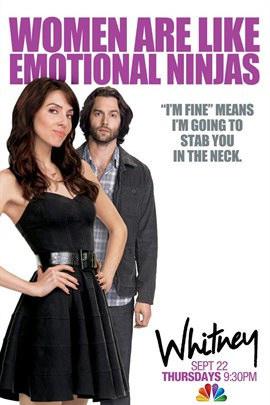 WOMEN ARE LIKE
EMOTIONAL NINJAS
“I’M FINE” MEANS
I’M GOING TO
STAB YOU
IN THE NECK.
Whitney
SEPT 22
THURSDAYS 9:30PM